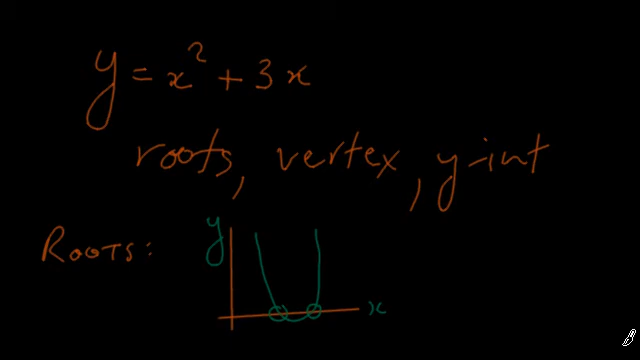 y = x² + 3x
roots, vertex, y-int
Roots:
y
x